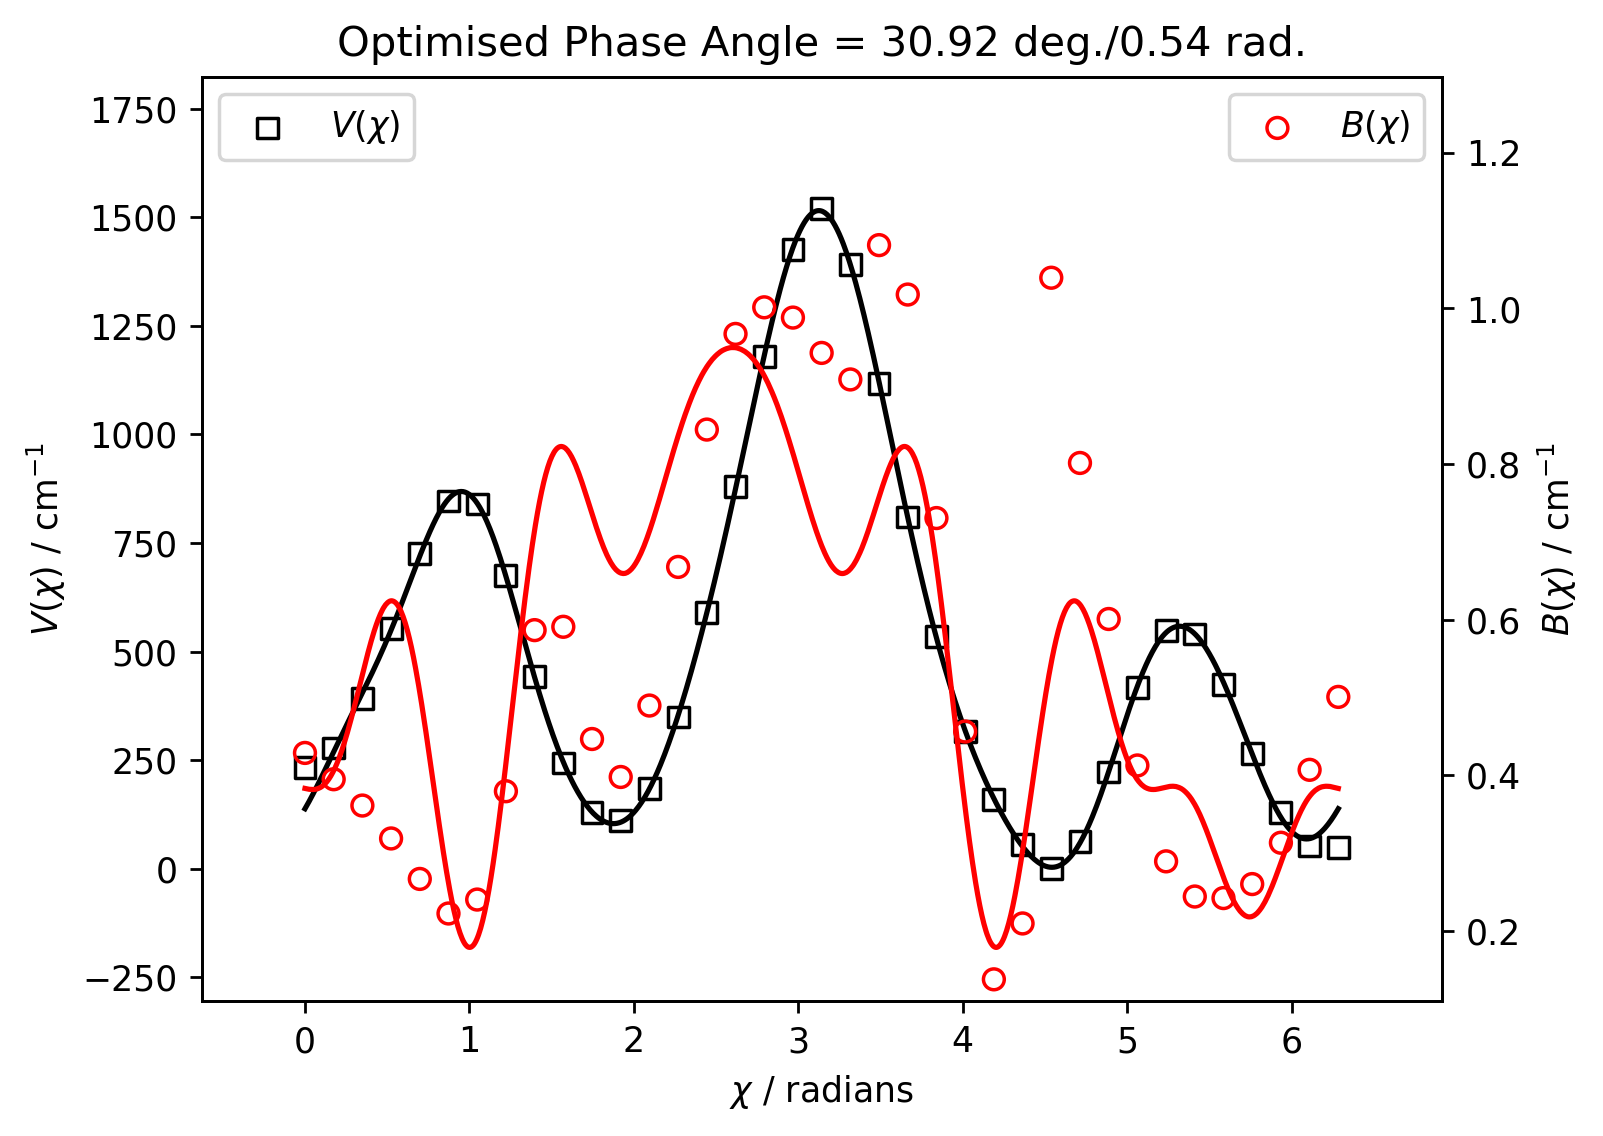 Optimised Phase Angle = 30.92 deg./0.54 rad.
V(χ)
B(χ)
1750
1500
1250
1000
750
500
250
0
−250
V(χ) / cm⁻¹
1.2
1.0
0.8
0.6
0.4
0.2
B(χ) / cm⁻¹
0 1 2 3 4 5 6
χ / radians